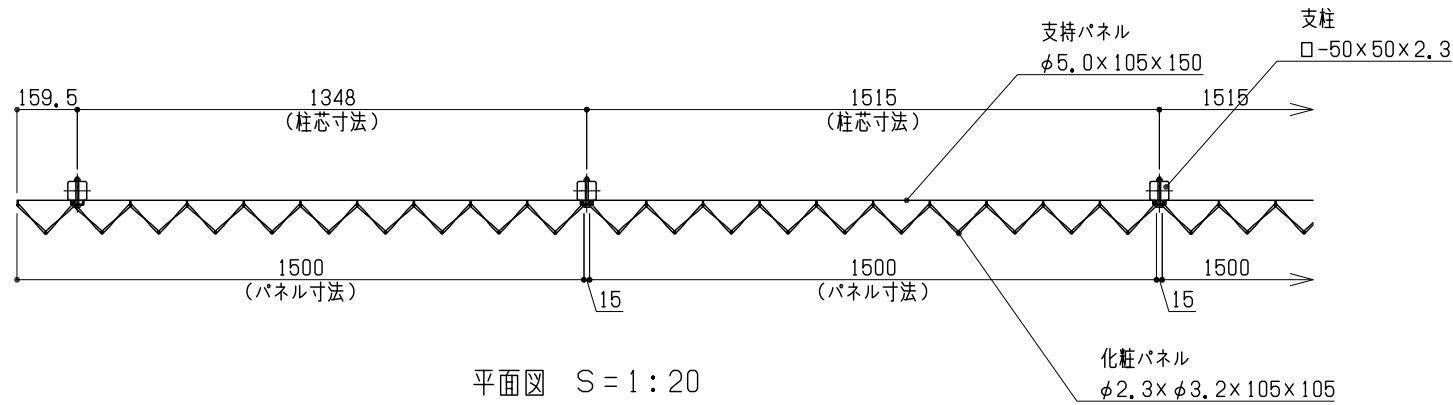 支柱
ロ-50×50×2.3
支持パネル
φ5.0×105×150
159.5
1348
(柱芯寸法)
1515
(柱芯寸法)
1515
1500
(パネル寸法)
15
1500
(パネル寸法)
15
1500
化粧パネル
φ2.3×φ3.2×105×105
平面図 S=1:20